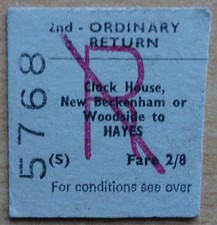 2nd - ORDINARY
RETURN
R
Clock House,
New Beckenham or
Woodside to
HAYES
(S) Fare 2/8
For conditions see over
5768